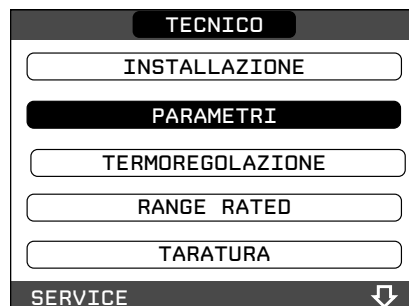 TECNICO
INSTALLAZIONE
PARAMETRI
TERMOREGOLAZIONE
RANGE RATED
TARATURA
SERVICE